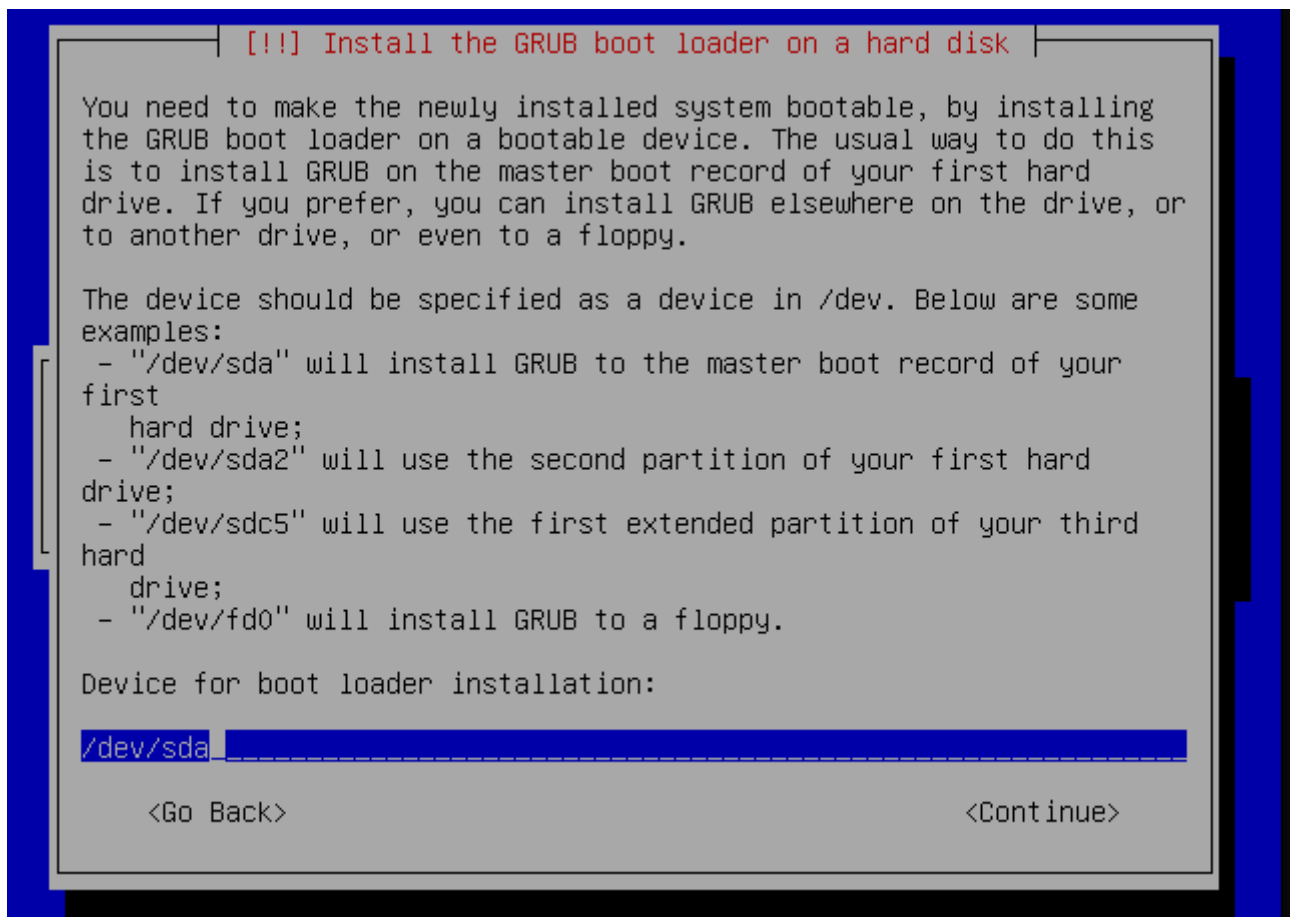 [!!] Install the GRUB boot loader on a hard disk
You need to make the newly installed system bootable, by installing
the GRUB boot loader on a bootable device. The usual way to do this
is to install GRUB on the master boot record of your first hard
drive. If you prefer, you can install GRUB elsewhere on the drive, or
to another drive, or even to a floppy.
The device should be specified as a device in /dev. Below are some
examples:
- "/dev/sda" will install GRUB to the master boot record of your
first
hard drive;
- "/dev/sda2" will use the second partition of your first hard
drive;
- "/dev/sdc5" will use the first extended partition of your third
hard
drive;
- "/dev/fd0" will install GRUB to a floppy.
Device for boot loader installation:
/dev/sda
<Go Back> <Continue>